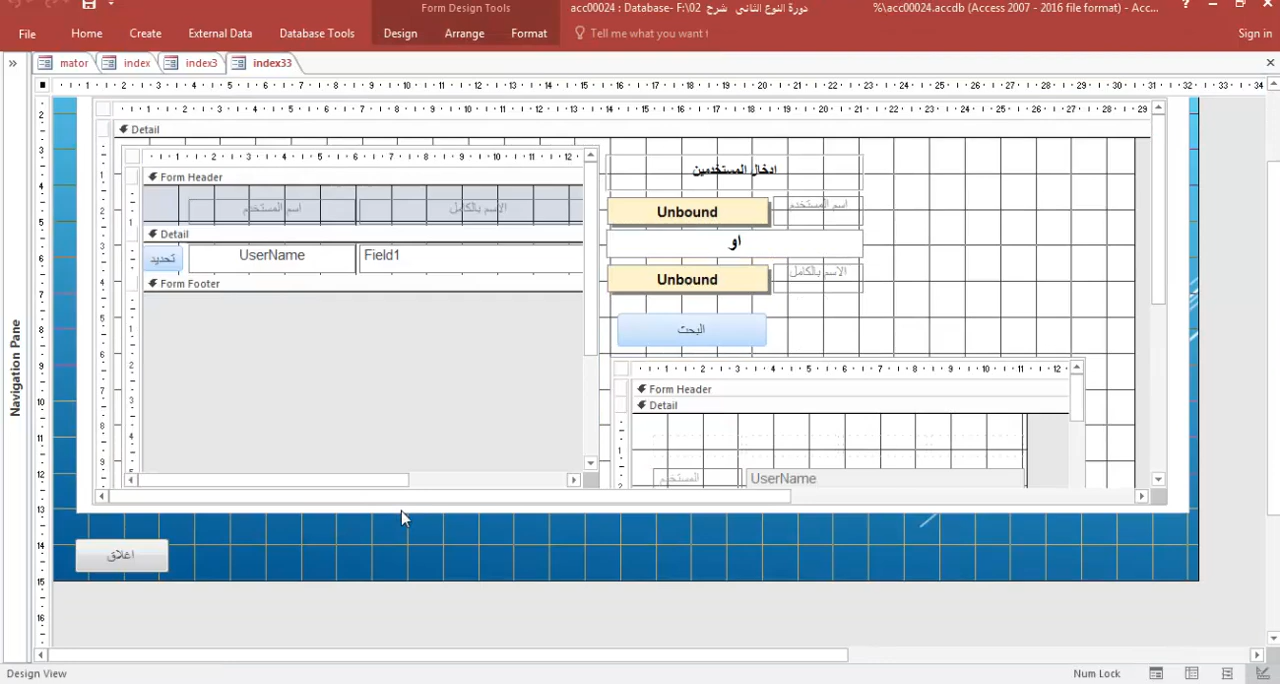 Form Design Tools
acc00024 : Database- F:\02 دورة النوع الثانى شرح %\acc00024.accdb (Access 2007 - 2016 file format) - Acc... ?
File Home Create External Data Database Tools Design Arrange Format Tell me what you want t Sign in
mator index index3 index33
Navigation Pane
Detail
Form Header
اسم المستخدم الاسم بالكامل
Detail
تحديد UserName Field1
Form Footer
ادخال المستخدمين
Unbound اسم المستخدم
او
Unbound الاسم بالكامل
البحث
Form Header
Detail
المستخدم UserName
اغلاق
Design View Num Lock